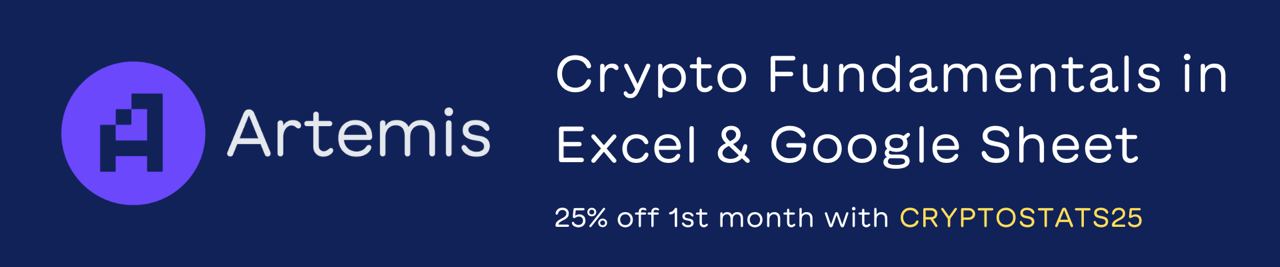 Artemis
Crypto Fundamentals in
Excel & Google Sheet
25% off 1st month with CRYPTOSTATS25